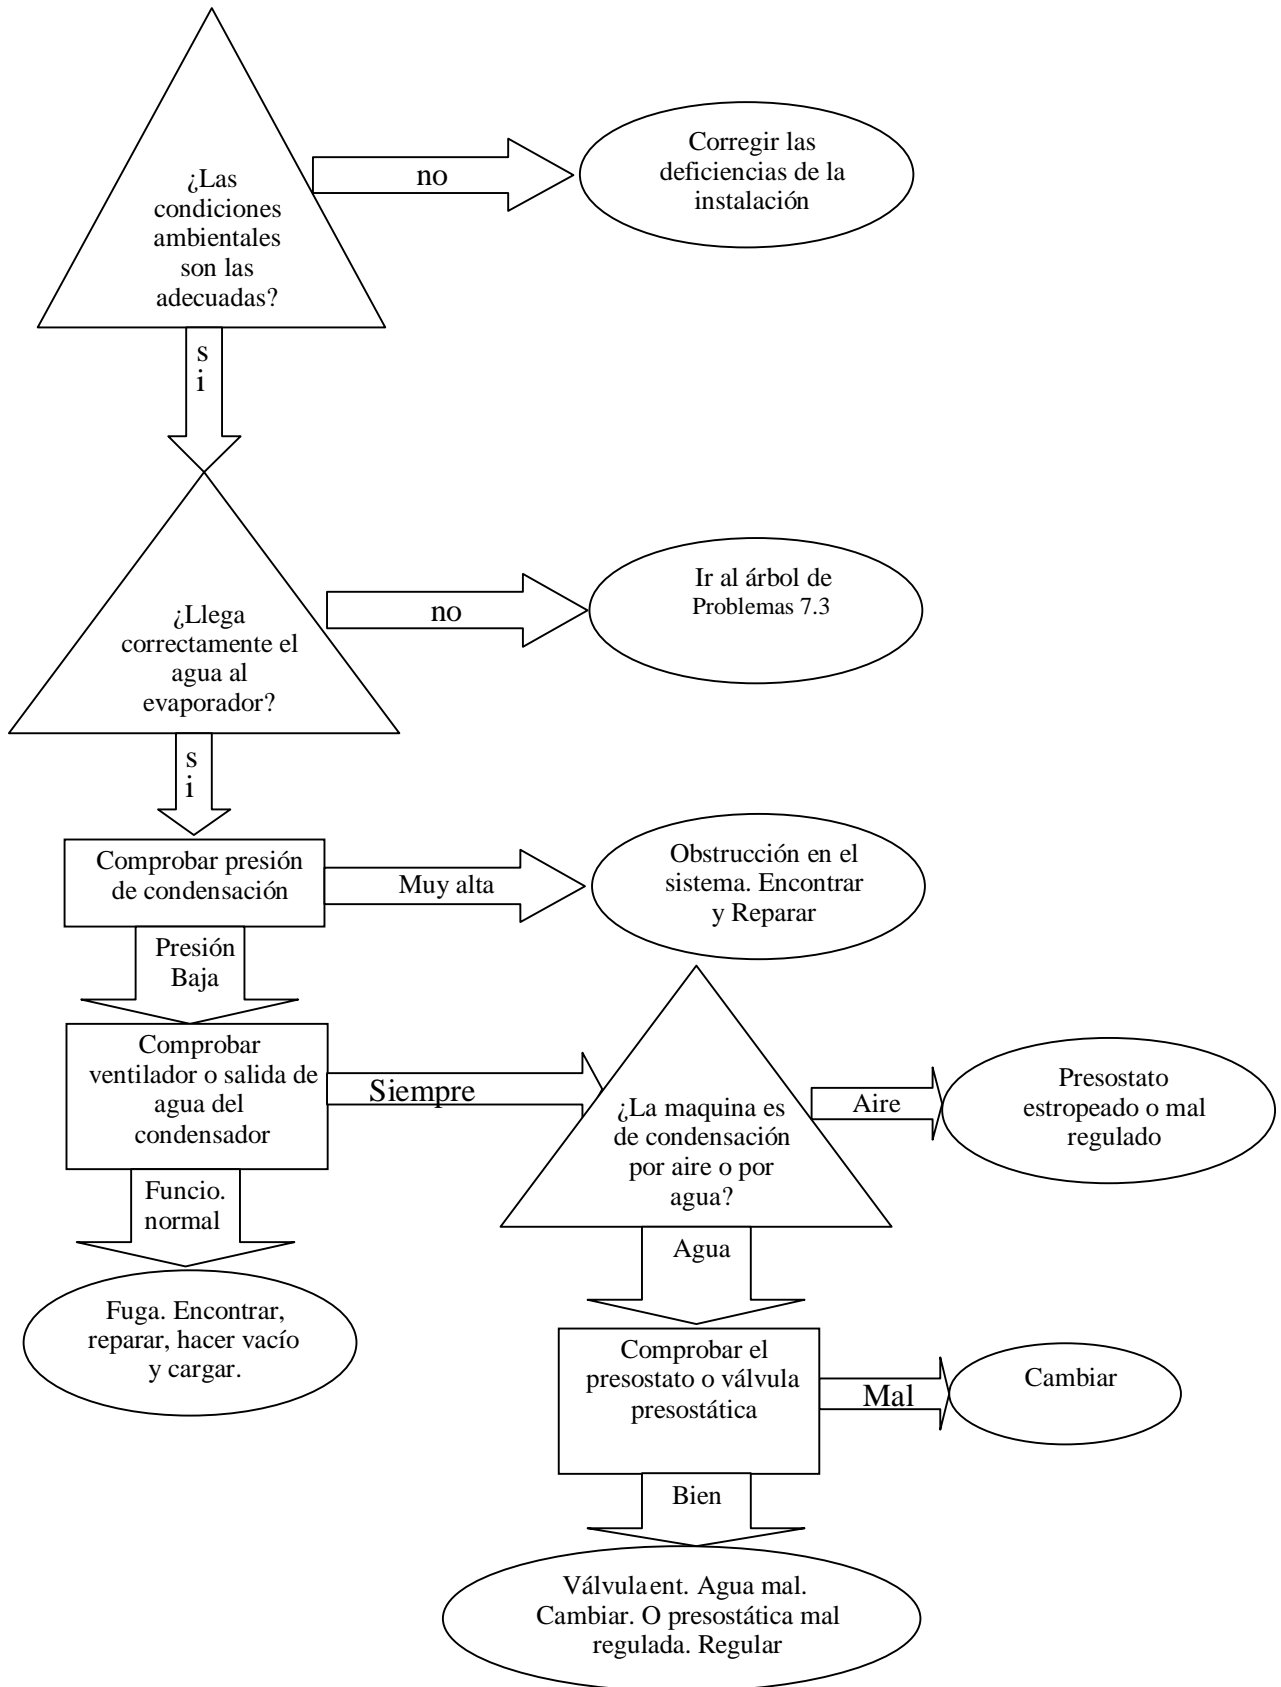 ¿Las
condiciones
ambientales
son las
adecuadas?
no
Corregir las
deficiencias de la
instalación
s
i
¿Llega
correctamente el
agua al
evaporador?
no
Ir al árbol de
Problemas 7.3
s
i
Comprobar presión
de condensación
Muy alta
Obstrucción en el
sistema. Encontrar
y Reparar
Presión
Baja
Comprobar
ventilador o salida de
agua del
condensador
Siempre
¿La maquina es
de condensación
por aire o por
agua?
Aire
Presostato
estropeado o mal
regulado
Funcio.
normal
Agua
Fuga. Encontrar,
reparar, hacer vacío
y cargar.
Comprobar el
presostato o válvula
presostática
Mal
Cambiar
Bien
Válvula ent. Agua mal.
Cambiar. O presostática mal
regulada. Regular